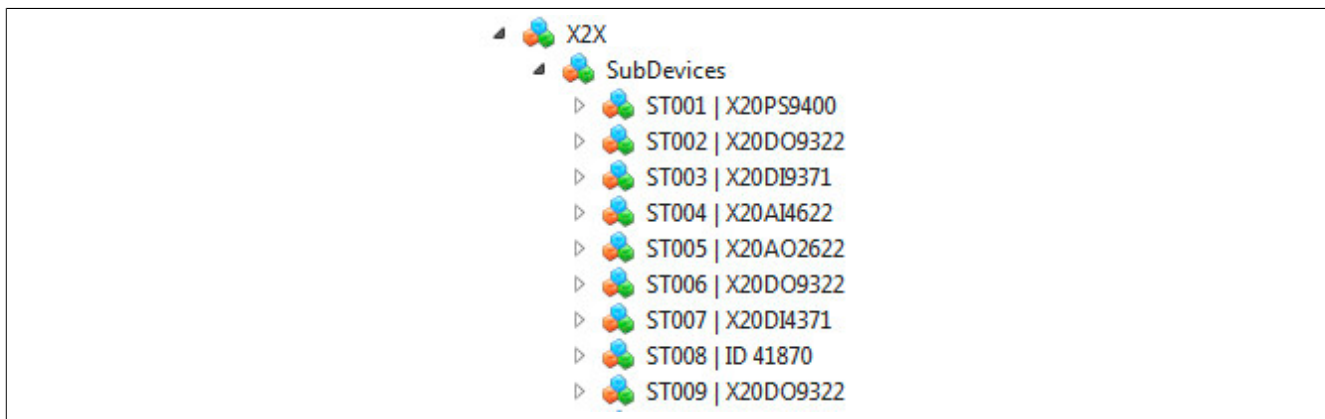 X2X
SubDevices
ST001 | X20PS9400
ST002 | X20DO9322
ST003 | X20DI9371
ST004 | X20AI4622
ST005 | X20AO2622
ST006 | X20DO9322
ST007 | X20DI4371
ST008 | ID 41870
ST009 | X20DO9322